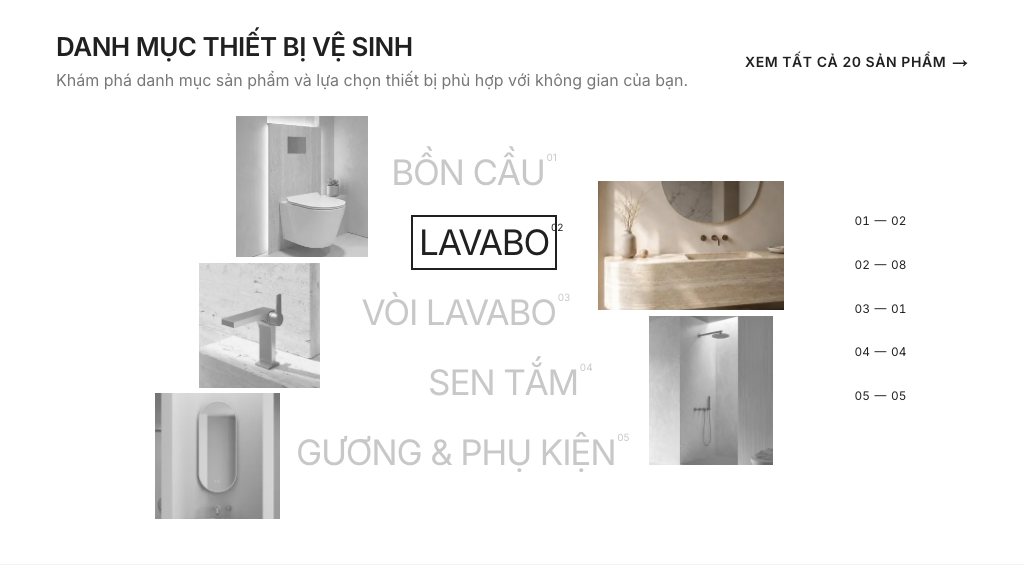 DANH MỤC THIẾT BỊ VỆ SINH
Khám phá danh mục sản phẩm và lựa chọn thiết bị phù hợp với không gian của bạn.
XEM TẤT CẢ 20 SẢN PHẨM →
BỒN CẦU 01
LAVABO 02
VÒI LAVABO 03
SEN TẮM 04
GƯƠNG & PHỤ KIỆN 05
01 — 02
02 — 08
03 — 01
04 — 04
05 — 05